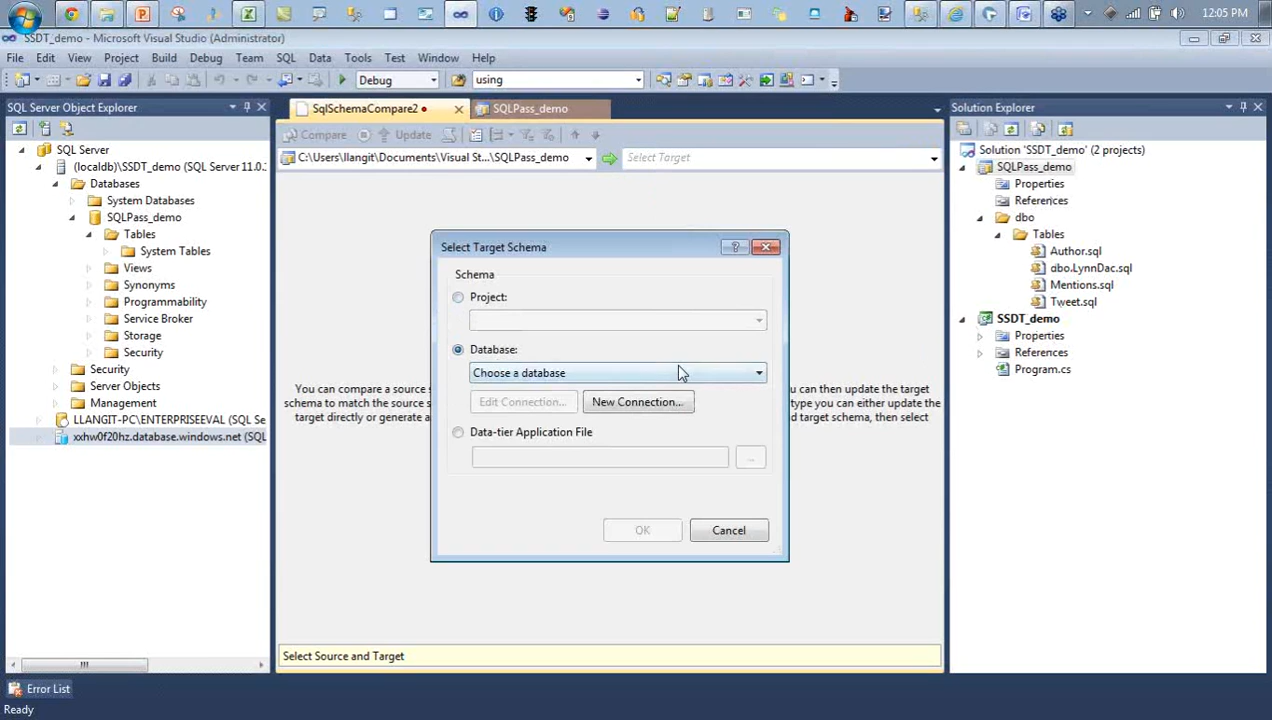 12:05 PM
SSDT_demo - Microsoft Visual Studio (Administrator)
File Edit View Project Build Debug Team SQL Data Tools Test Window Help
Debug
using
SQL Server Object Explorer
SQL Server
(localdb)\SSDT_demo (SQL Server 11.0.
Databases
System Databases
SQLPass_demo
Tables
System Tables
Views
Synonyms
Programmability
Service Broker
Storage
Security
Security
Server Objects
Management
LLANGIT-PC\ENTERPRISEEVAL (SQL Se
xxhw0f20hz.database.windows.net (SQ
SqlSchemaCompare2
SQLPass_demo
Compare
Update
C:\Users\llangit\Documents\Visual St...\SQLPass_demo
Select Target
You can compare a source s
schema to match the source s
target directly or generate a
ou can then update the target
type you can either update the
d target schema, then select
Select Target Schema
Schema
Project:
Database:
Choose a database
Edit Connection...
New Connection...
Data-tier Application File
...
OK
Cancel
Select Source and Target
Solution Explorer
Solution 'SSDT_demo' (2 projects)
SQLPass_demo
Properties
References
dbo
Tables
Author.sql
dbo.LynnDac.sql
Mentions.sql
Tweet.sql
SSDT_demo
Properties
References
Program.cs
Error List
Ready